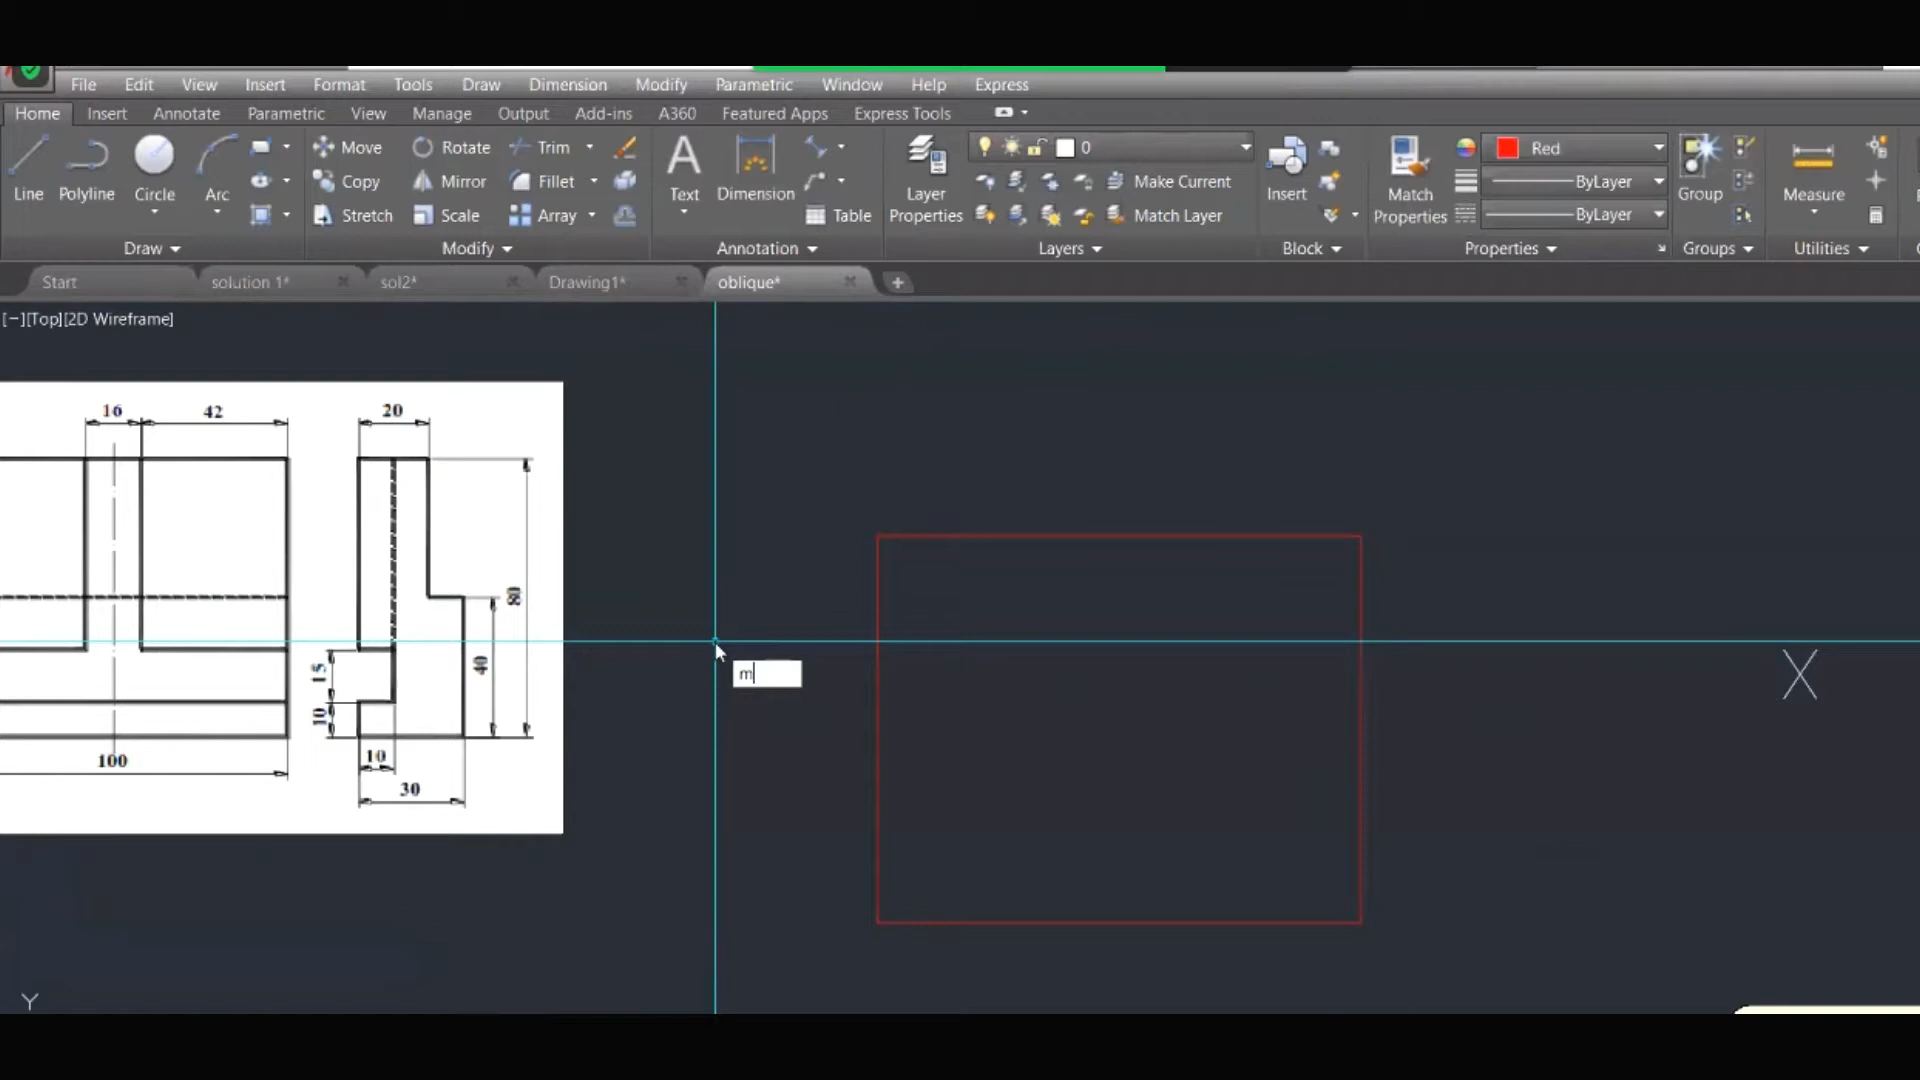 File Edit View Insert Format Tools Draw Dimension Modify Parametric Window Help Express
Home Insert Annotate Parametric View Manage Output Add-ins A360 Featured Apps Express Tools
Line Polyline Circle Arc
Move Rotate Trim
Copy Mirror Fillet
Stretch Scale Array
Text Dimension Table
Layer Properties
0
Make Current
Match Layer
Insert
Match Properties
Red
ByLayer
ByLayer
Group
Measure
Draw Modify Annotation Layers Block Properties Groups Utilities
Start solution 1* sol2* Drawing1* oblique*
[−][Top][2D Wireframe]
16 42 20
80
40
15
10
100
10
30
m
X
Y